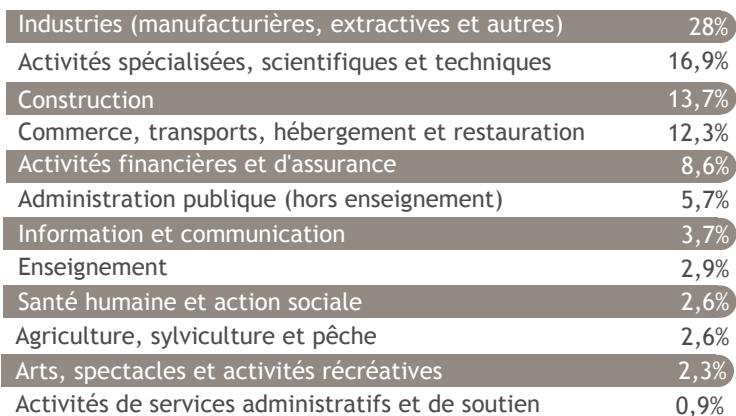 Industries (manufacturières, extractives et autres) 28%
Activités spécialisées, scientifiques et techniques 16,9%
Construction 13,7%
Commerce, transports, hébergement et restauration 12,3%
Activités financières et d'assurance 8,6%
Administration publique (hors enseignement) 5,7%
Information et communication 3,7%
Enseignement 2,9%
Santé humaine et action sociale 2,6%
Agriculture, sylviculture et pêche 2,6%
Arts, spectacles et activités récréatives 2,3%
Activités de services administratifs et de soutien 0,9%